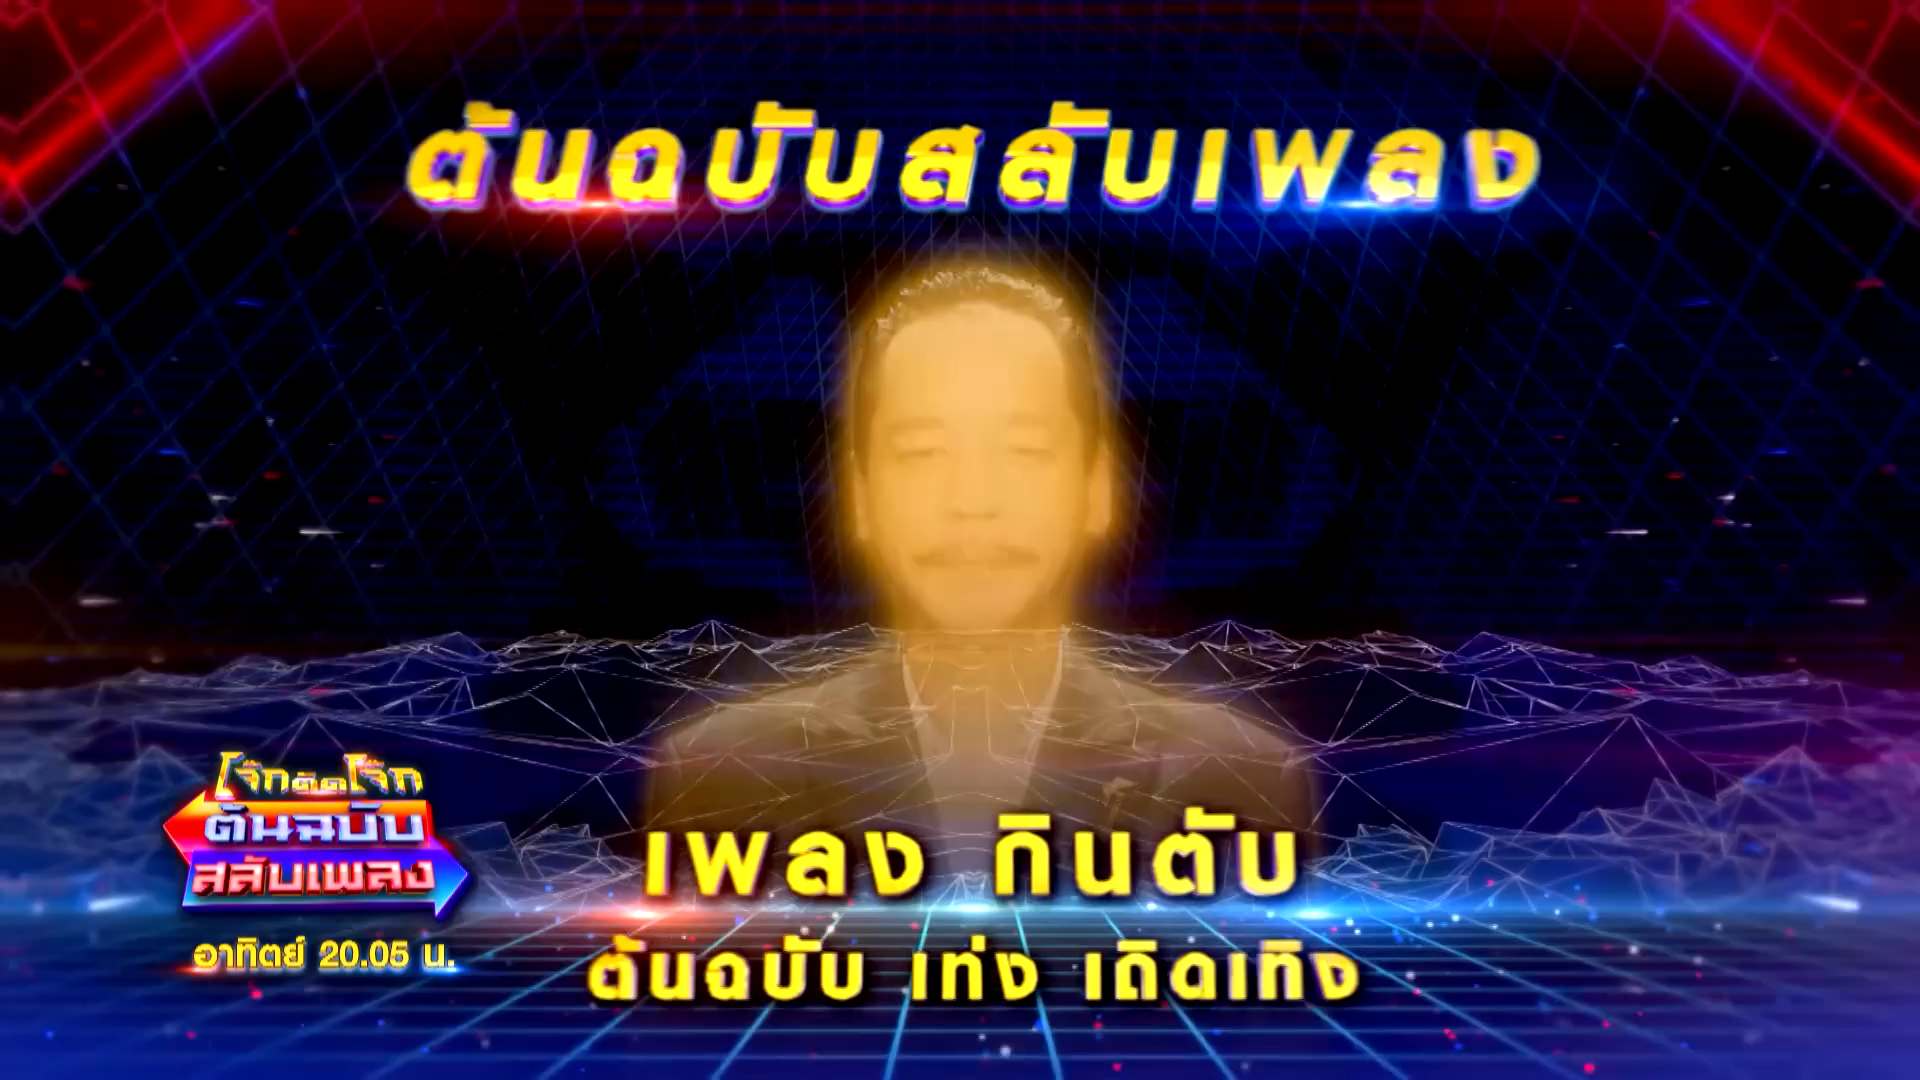 ต้นฉบับสลับเพลง
โจ๊กตัดโจ๊ก
ต้นฉบับ
สลับเพลง
อาทิตย์ 20.05 น.
เพลง กินตับ
ต้นฉบับ เท่ง เถิดเทิง